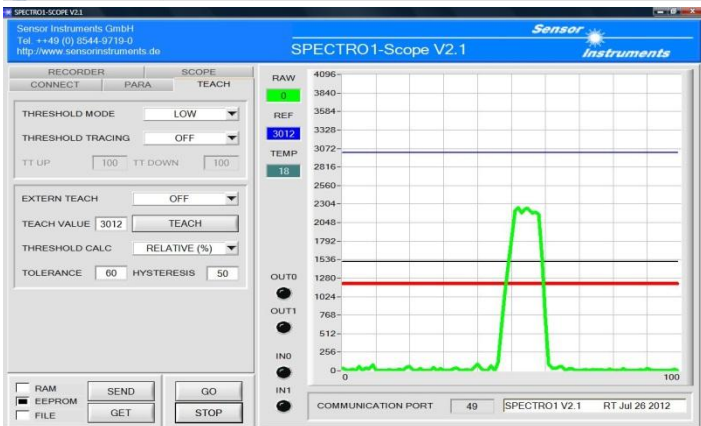 SPECTRO1-SCOPE V2.1
Sensor Instruments GmbH
Tel. ++49 (0) 8544-9719-0
http://www.sensorinstruments.de
SPECTRO1-Scope V2.1
Sensor
Instruments
RECORDER SCOPE
CONNECT PARA TEACH
THRESHOLD MODE LOW
THRESHOLD TRACING OFF
TT UP 100 TT DOWN 100
EXTERN TEACH OFF
TEACH VALUE 3012 TEACH
THRESHOLD CALC RELATIVE (%)
TOLERANCE 60 HYSTERESIS 50
RAM
EEPROM
FILE
SEND GO
GET STOP
RAW
0
REF
3012
TEMP
18
OUT0
OUT1
IN0
IN1
4096
3840
3584
3328
3072
2816
2560
2304
2048
1792
1536
1280
1024
768
512
256
0
0 100
COMMUNICATION PORT 49 SPECTRO1 V2.1 RT Jul 26 2012